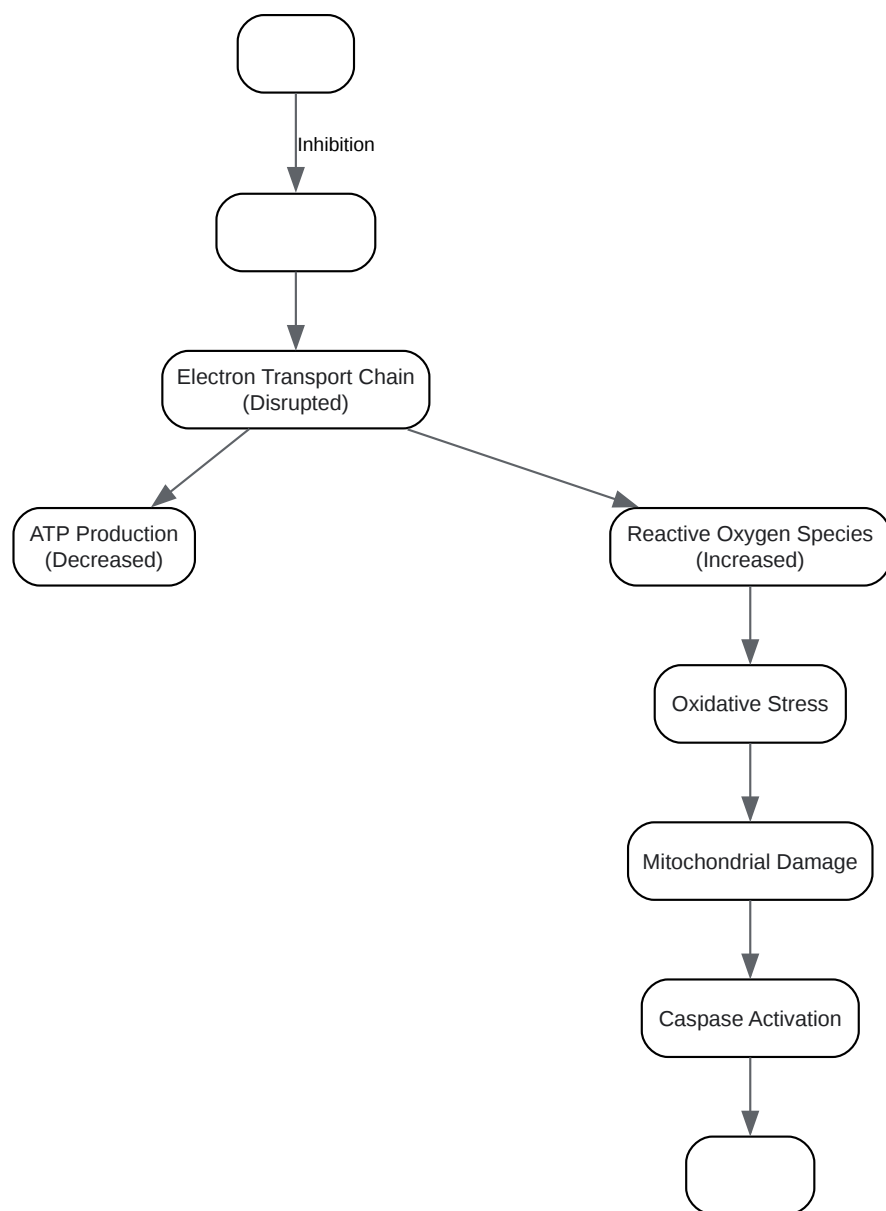 Inhibition
Electron Transport Chain
(Disrupted)
ATP Production
(Decreased)
Reactive Oxygen Species
(Increased)
Oxidative Stress
Mitochondrial Damage
Caspase Activation